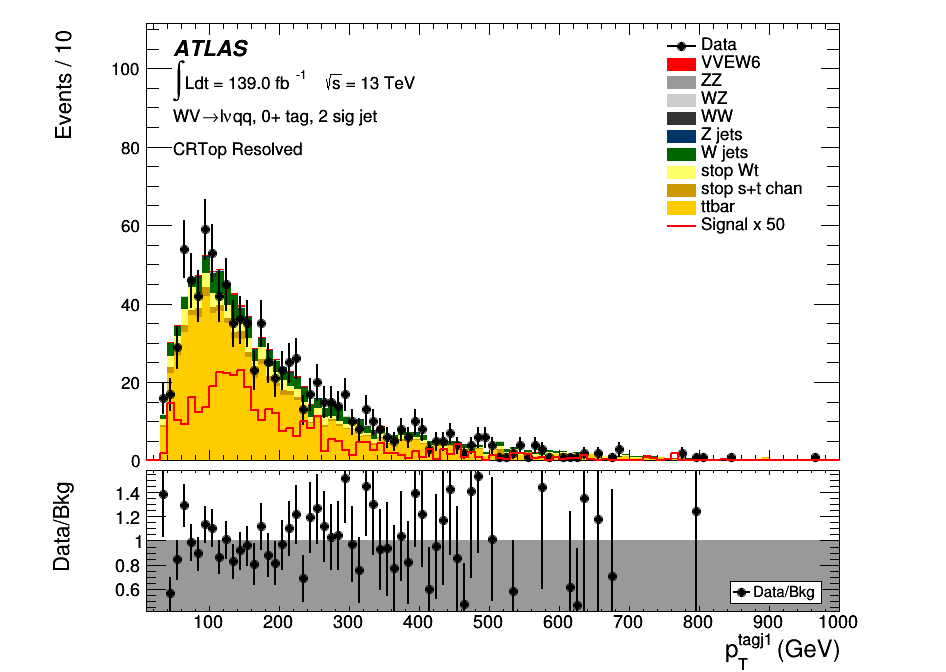 Events / 10
100
80
60
40
20
0
ATLAS
∫Ldt = 139.0 fb⁻¹ √s = 13 TeV
WV→lνqq, 0+ tag, 2 sig jet
CRTop Resolved
Data
VVEW6
ZZ
WZ
WW
Z jets
W jets
stop Wt
stop s+t chan
ttbar
Signal x 50
Data/Bkg
1.4
1.2
1
0.8
0.6
Data/Bkg
100 200 300 400 500 600 700 800 900 1000
p_T^tagj1 (GeV)